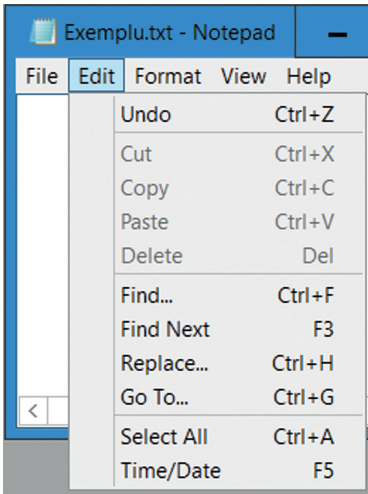 Exemplu.txt - Notepad
File Edit Format View Help
Undo Ctrl+Z
Cut Ctrl+X
Copy Ctrl+C
Paste Ctrl+V
Delete Del
Find... Ctrl+F
Find Next F3
Replace... Ctrl+H
Go To... Ctrl+G
Select All Ctrl+A
Time/Date F5